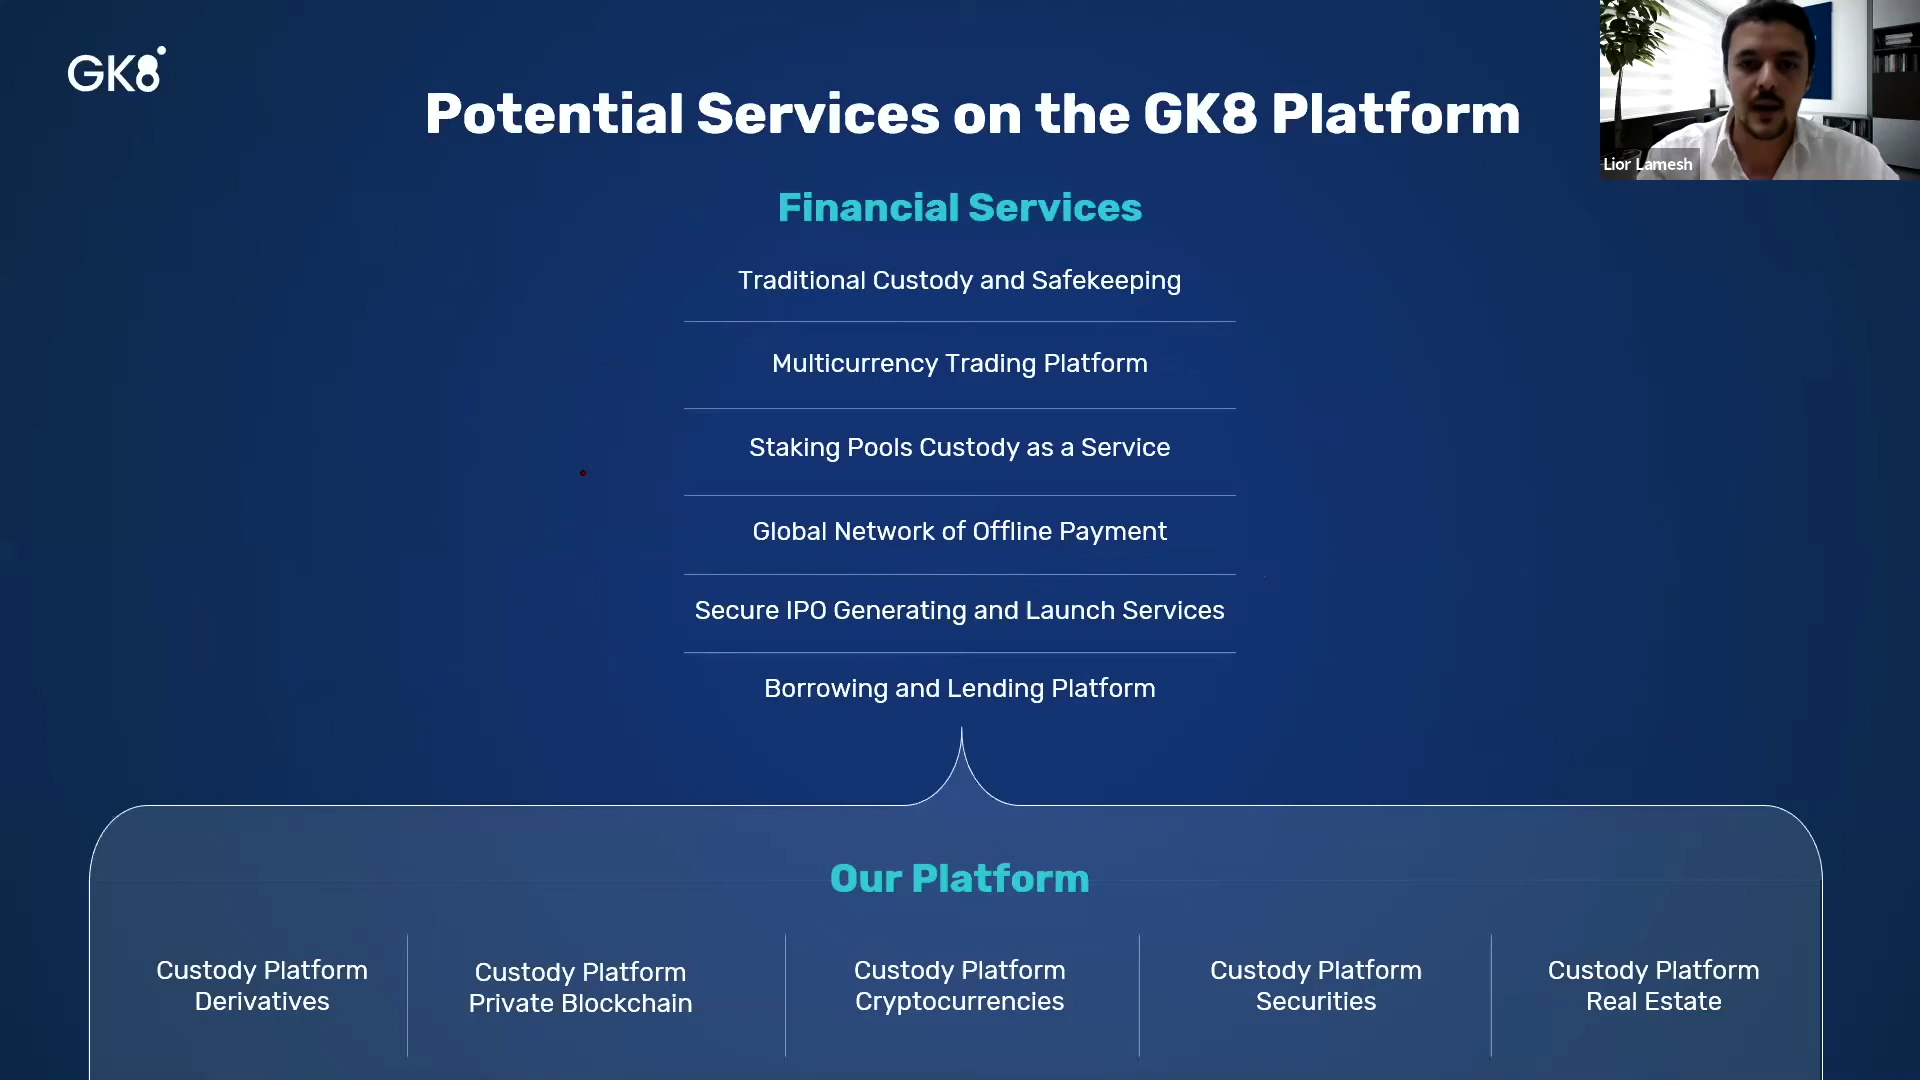 GK8
Potential Services on the GK8 Platform
Lior Lamesh
Financial Services
Traditional Custody and Safekeeping
Multicurrency Trading Platform
Staking Pools Custody as a Service
Global Network of Offline Payment
Secure IPO Generating and Launch Services
Borrowing and Lending Platform
Our Platform
Custody Platform
Derivatives
Custody Platform
Private Blockchain
Custody Platform
Cryptocurrencies
Custody Platform
Securities
Custody Platform
Real Estate